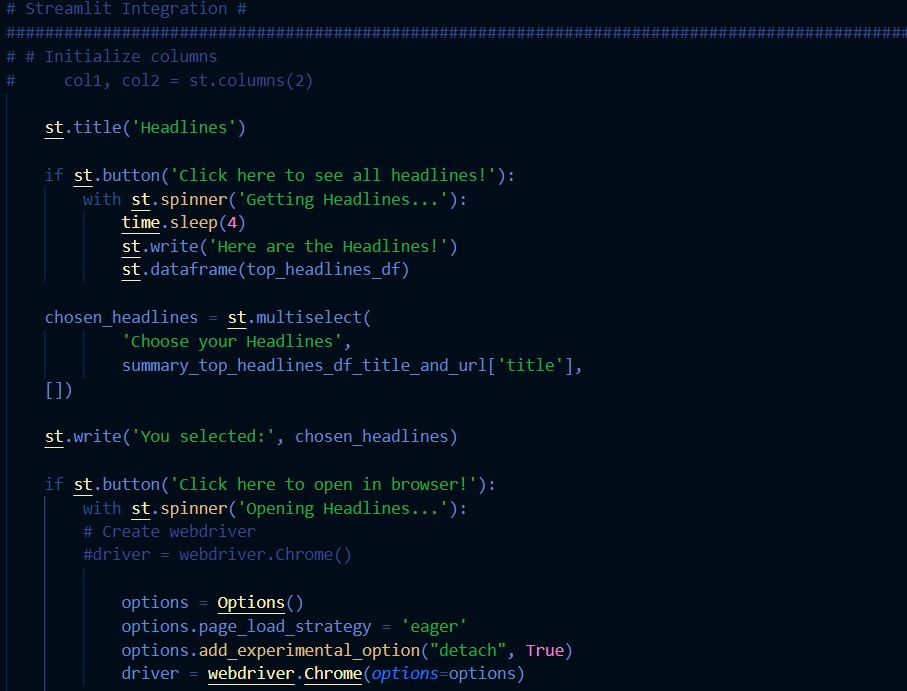 # Streamlit Integration #
##############################################################################################
# # Initialize columns
#     col1, col2 = st.columns(2)
st.title('Headlines')
if st.button('Click here to see all headlines!'):
with st.spinner('Getting Headlines...'):
time.sleep(4)
st.write('Here are the Headlines!')
st.dataframe(top_headlines_df)
chosen_headlines = st.multiselect(
'Choose your Headlines',
summary_top_headlines_df_title_and_url['title'],
[])
st.write('You selected:', chosen_headlines)
if st.button('Click here to open in browser!'):
with st.spinner('Opening Headlines...'):
# Create webdriver
#driver = webdriver.Chrome()
options = Options()
options.page_load_strategy = 'eager'
options.add_experimental_option("detach", True)
driver = webdriver.Chrome(options=options)